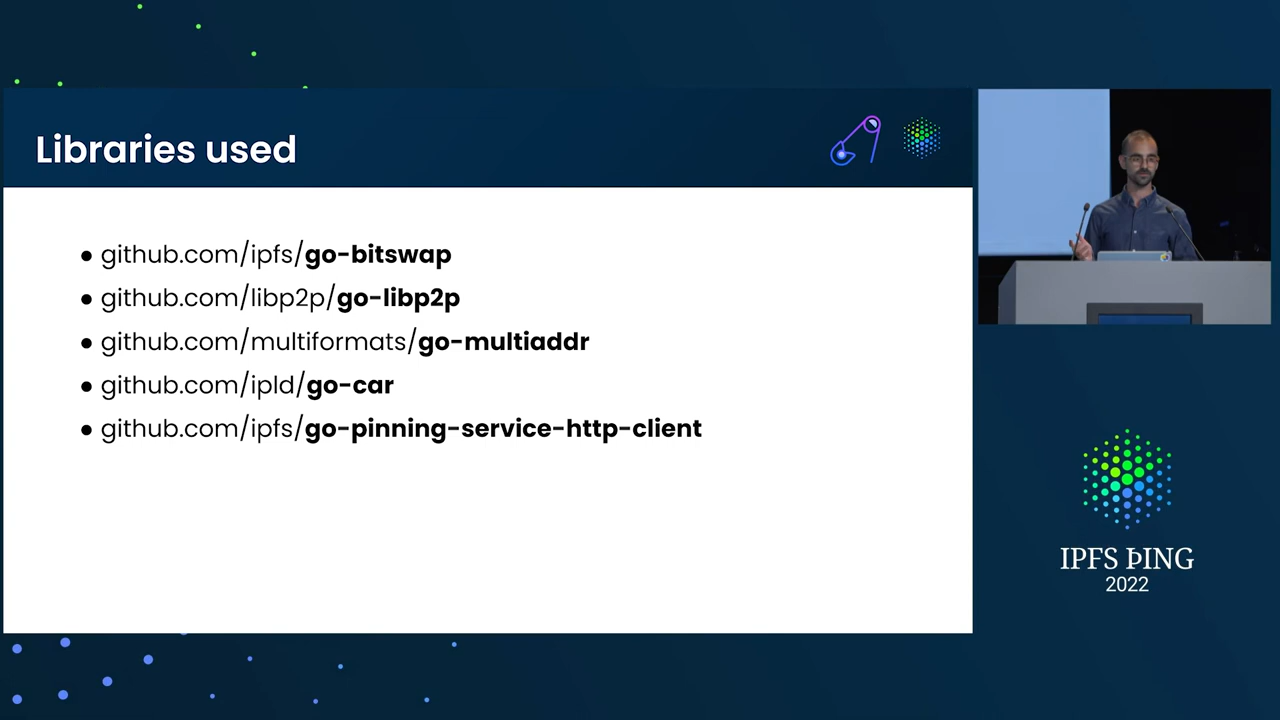 Libraries used
● github.com/ipfs/go-bitswap
● github.com/libp2p/go-libp2p
● github.com/multiformats/go-multiaddr
● github.com/ipld/go-car
● github.com/ipfs/go-pinning-service-http-client
IPFS ÞING
2022